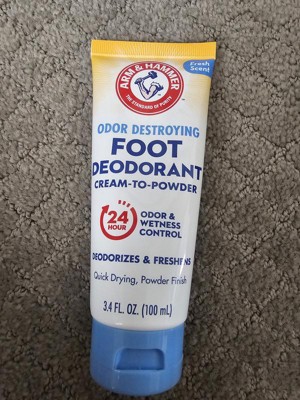 Fresh
Scent
ARM & HAMMER
THE STANDARD OF PURITY
ODOR DESTROYING
FOOT
DEODORANT
CREAM-TO-POWDER
24
HOUR
ODOR &
WETNESS
CONTROL
DEODORIZES & FRESHENS
Quick Drying, Powder Finish
3.4 FL. OZ. (100 mL)